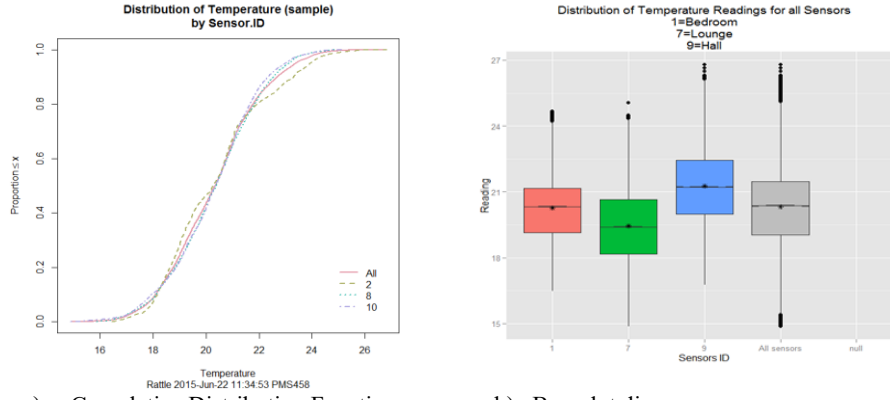 Distribution of Temperature (sample)
by Sensor.ID
Proportion≤x
1.0
0.8
0.6
0.4
0.2
0.0
All
2
8
10
16 18 20 22 24 26
Temperature
Rattle 2015-Jun-22 11:34:53 PMS458
Distribution of Temperature Readings for all Sensors
1=Bedroom
7=Lounge
9=Hall
Reading
27
24
21
18
15
1 7 9 All sensors null
Sensors ID